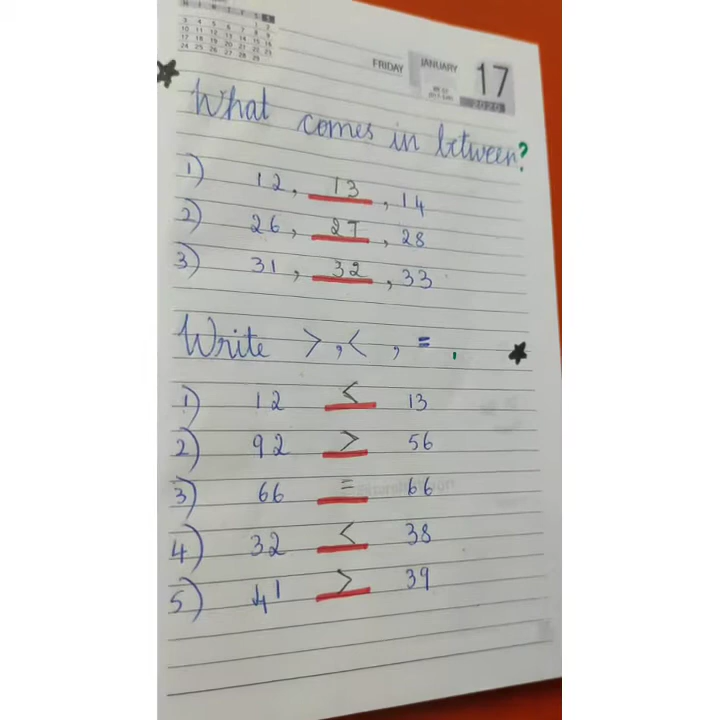 FRIDAY JANUARY 17
2020
What comes in between?
1) 12, 13, 14
2) 26, 27, 28
3) 31, 32, 33
Write >, <, =.
1) 12 < 13
2) 92 > 56
3) 66 = 66
4) 32 < 38
5) 41 > 39